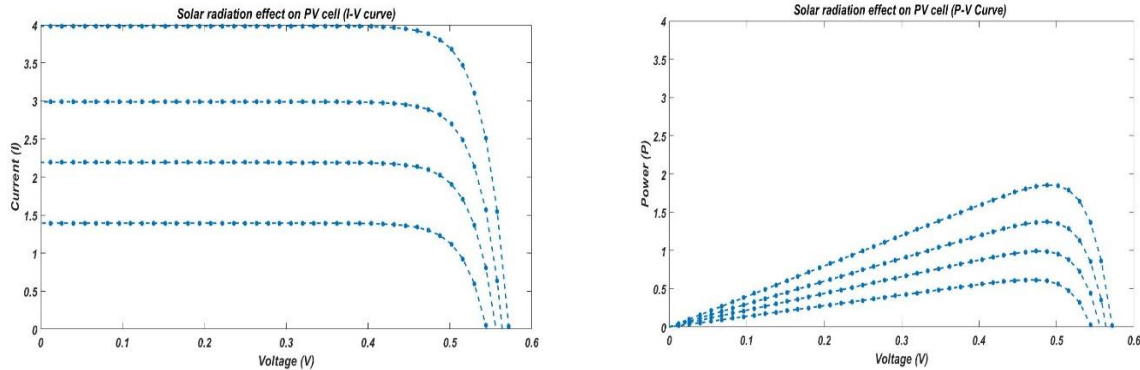 Solar radiation effect on PV cell (I-V curve)
4
3.5
3
2.5
2
1.5
1
0.5
0
Current (I)
0 0.1 0.2 0.3 0.4 0.5 0.6
Voltage (V)
Solar radiation effect on PV cell (P-V Curve)
4
3.5
3
2.5
2
1.5
1
0.5
0
Power (P)
0 0.1 0.2 0.3 0.4 0.5 0.6
Voltage (V)